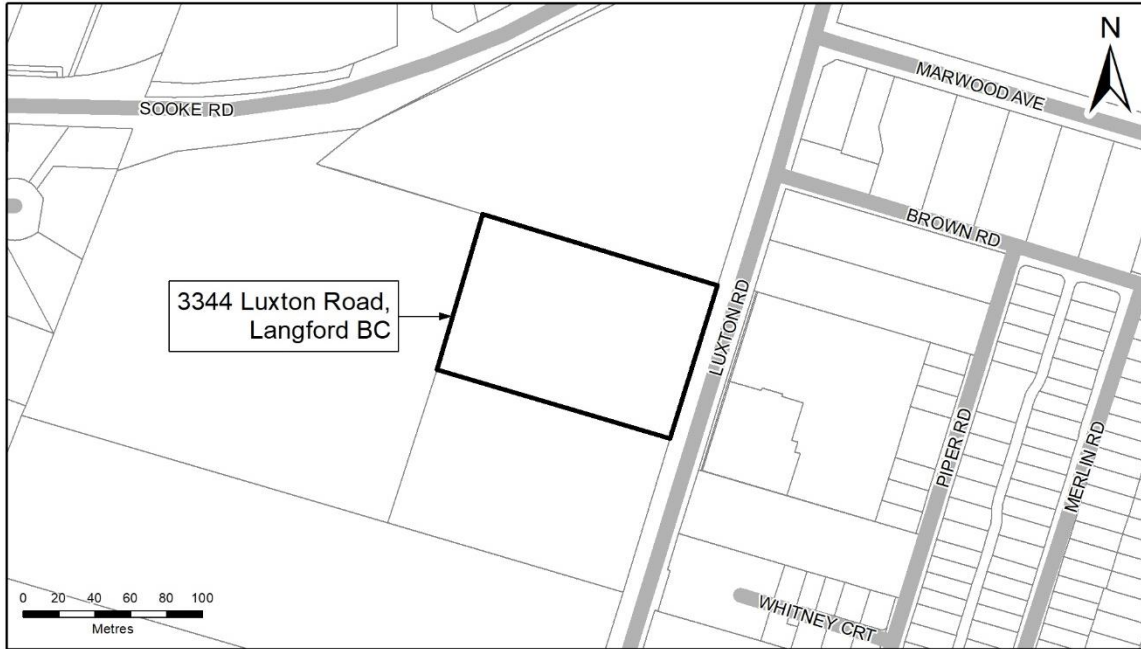 N
MARWOOD AVE
SOOKE RD
BROWN RD
3344 Luxton Road,
Langford BC
LUXTON RD
PIPER RD
MERLIN RD
0 20 40 60 80 100
Metres
WHITNEY CRT